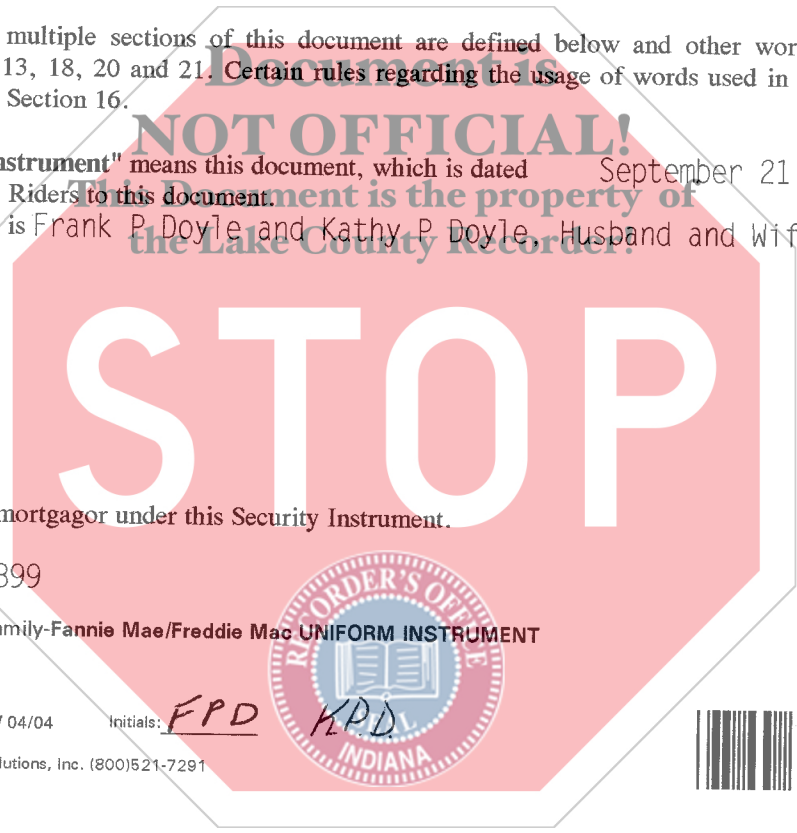 multiple sections of this document are defined below and other wor
13, 18, 20 and 21. Certain rules regarding the usage of words used in
Section 16.
Document is
NOT OFFICIAL!
This Document is the property of
the Lake County Recorder!
nstrument" means this document, which is dated September 21
Riders to this document.
is Frank P Doyle and Kathy P Doyle, Husband and Wif
STOP
mortgagor under this Security Instrument.
399
mily-Fannie Mae/Freddie Mac UNIFORM INSTRUMENT
RECORDER'S OFFICE
SEAL
INDIANA
04/04 Initials: FPD KPD.
lutions, Inc. (800)521-7291